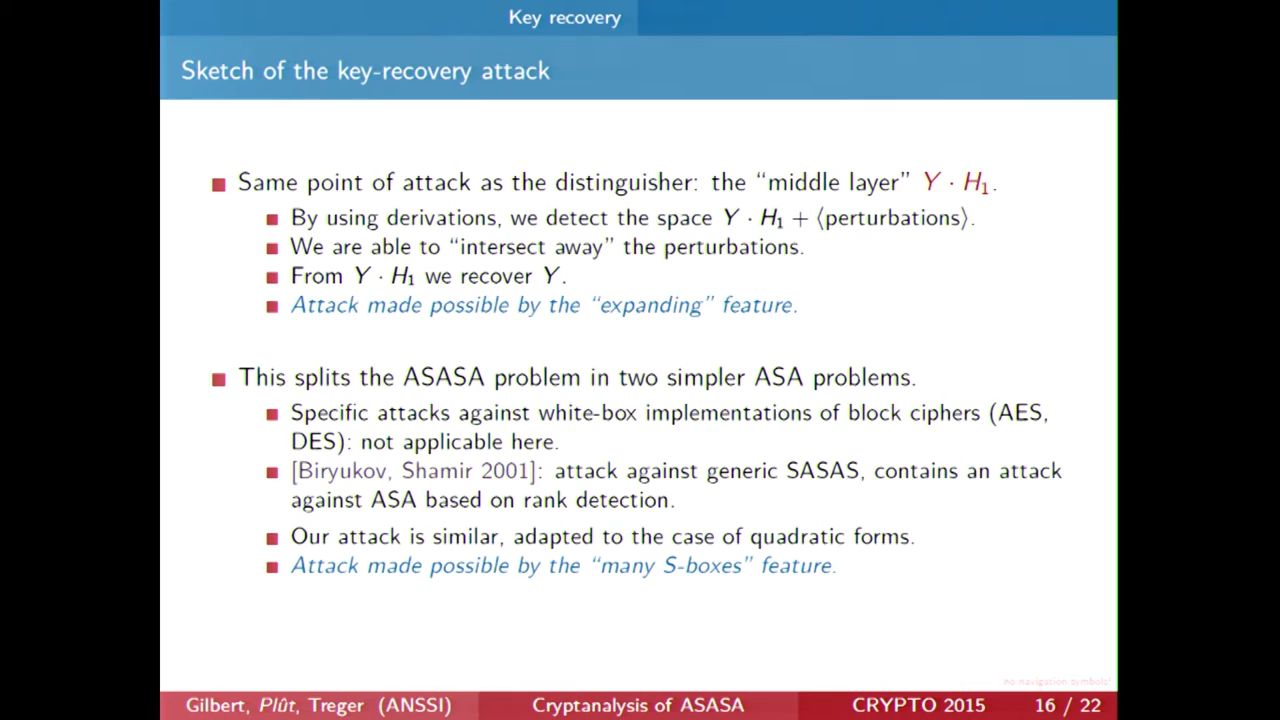 Key recovery
Sketch of the key-recovery attack
Same point of attack as the distinguisher: the “middle layer” Y · H₁.
By using derivations, we detect the space Y · H₁ + ⟨perturbations⟩.
We are able to “intersect away” the perturbations.
From Y · H₁ we recover Y.
Attack made possible by the “expanding” feature.
This splits the ASASA problem in two simpler ASA problems.
Specific attacks against white-box implementations of block ciphers (AES,
DES): not applicable here.
[Biryukov, Shamir 2001]: attack against generic SASAS, contains an attack
against ASA based on rank detection.
Our attack is similar, adapted to the case of quadratic forms.
Attack made possible by the “many S-boxes” feature.
no navigation symbols!
Gilbert, Plût, Treger (ANSSI) Cryptanalysis of ASASA CRYPTO 2015 16 / 22